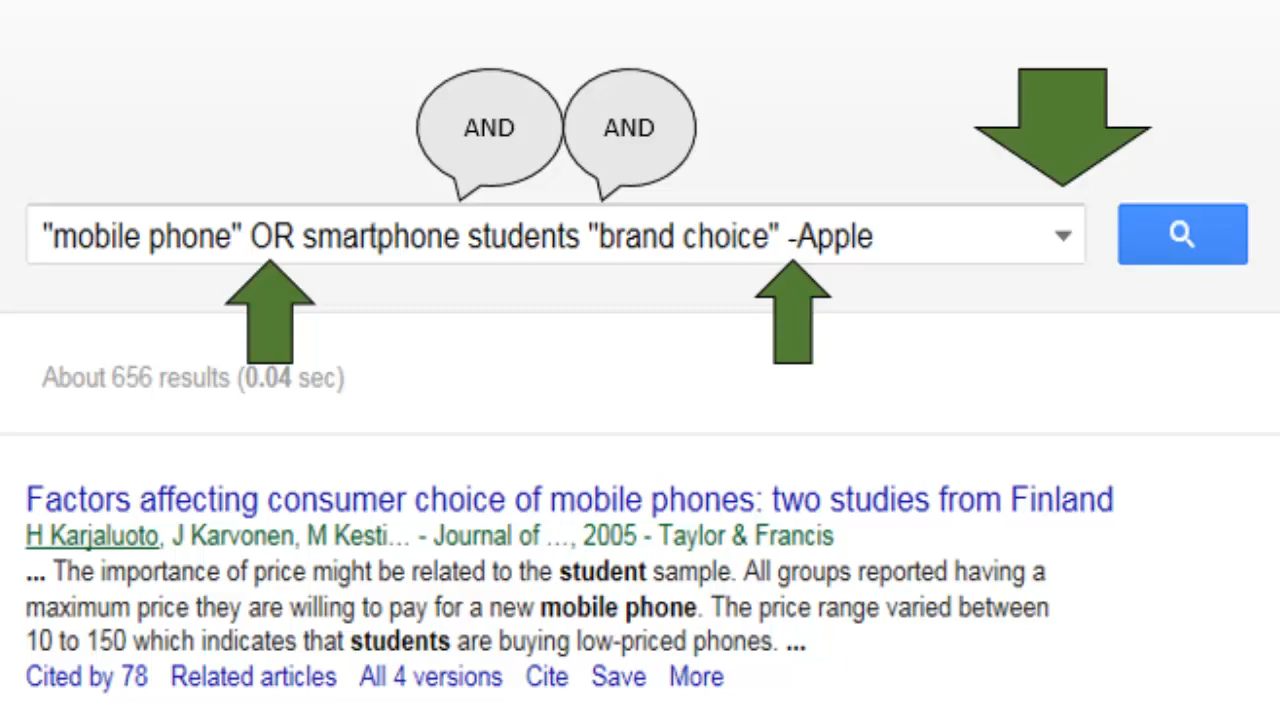 AND AND
"mobile phone" OR smartphone students "brand choice" -Apple
About 656 results (0.04 sec)
Factors affecting consumer choice of mobile phones: two studies from Finland
H Karjaluoto, J Karvonen, M Kesti... - Journal of ..., 2005 - Taylor & Francis
... The importance of price might be related to the student sample. All groups reported having a
maximum price they are willing to pay for a new mobile phone. The price range varied between
10 to 150 which indicates that students are buying low-priced phones. ...
Cited by 78 Related articles All 4 versions Cite Save More